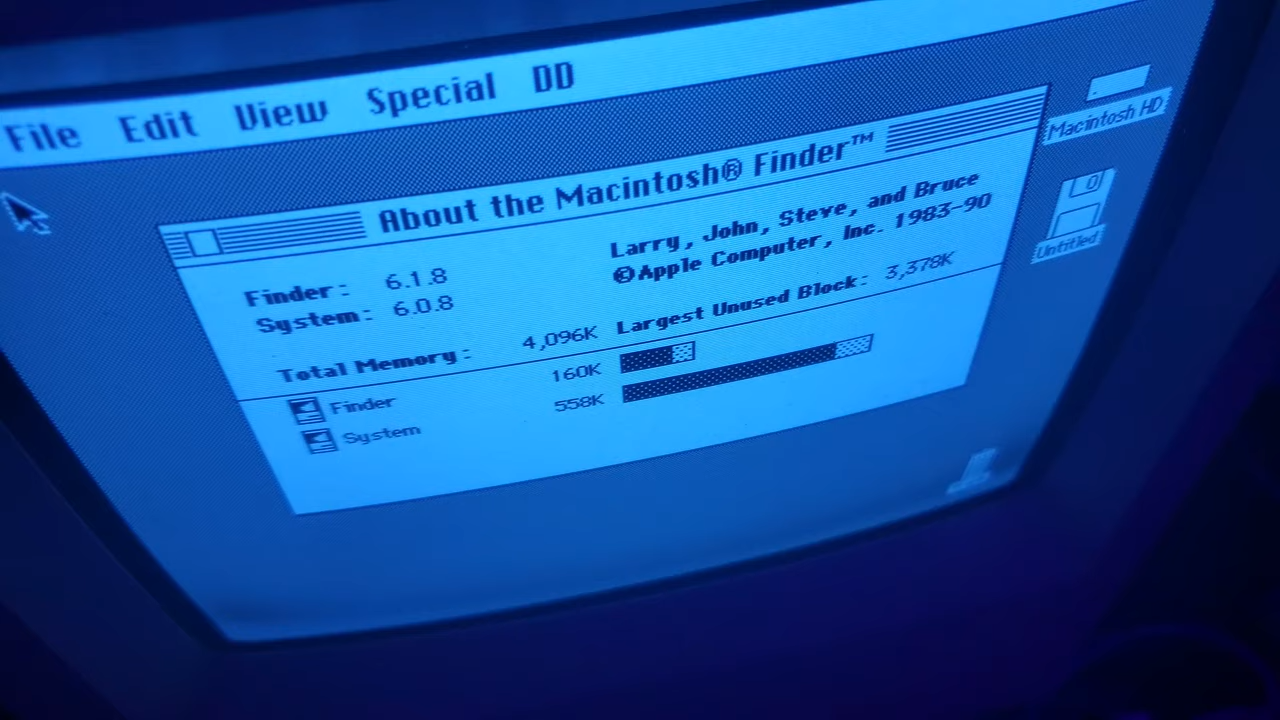 File Edit View Special DD
Macintosh HD
About the Macintosh® Finder™
Untitled
Finder: 6.1.8
Larry, John, Steve, and Bruce
System: 6.0.8
©Apple Computer, Inc. 1983-90
Total Memory: 4,096K Largest Unused Block: 3,378K
Finder 160K
System 558K